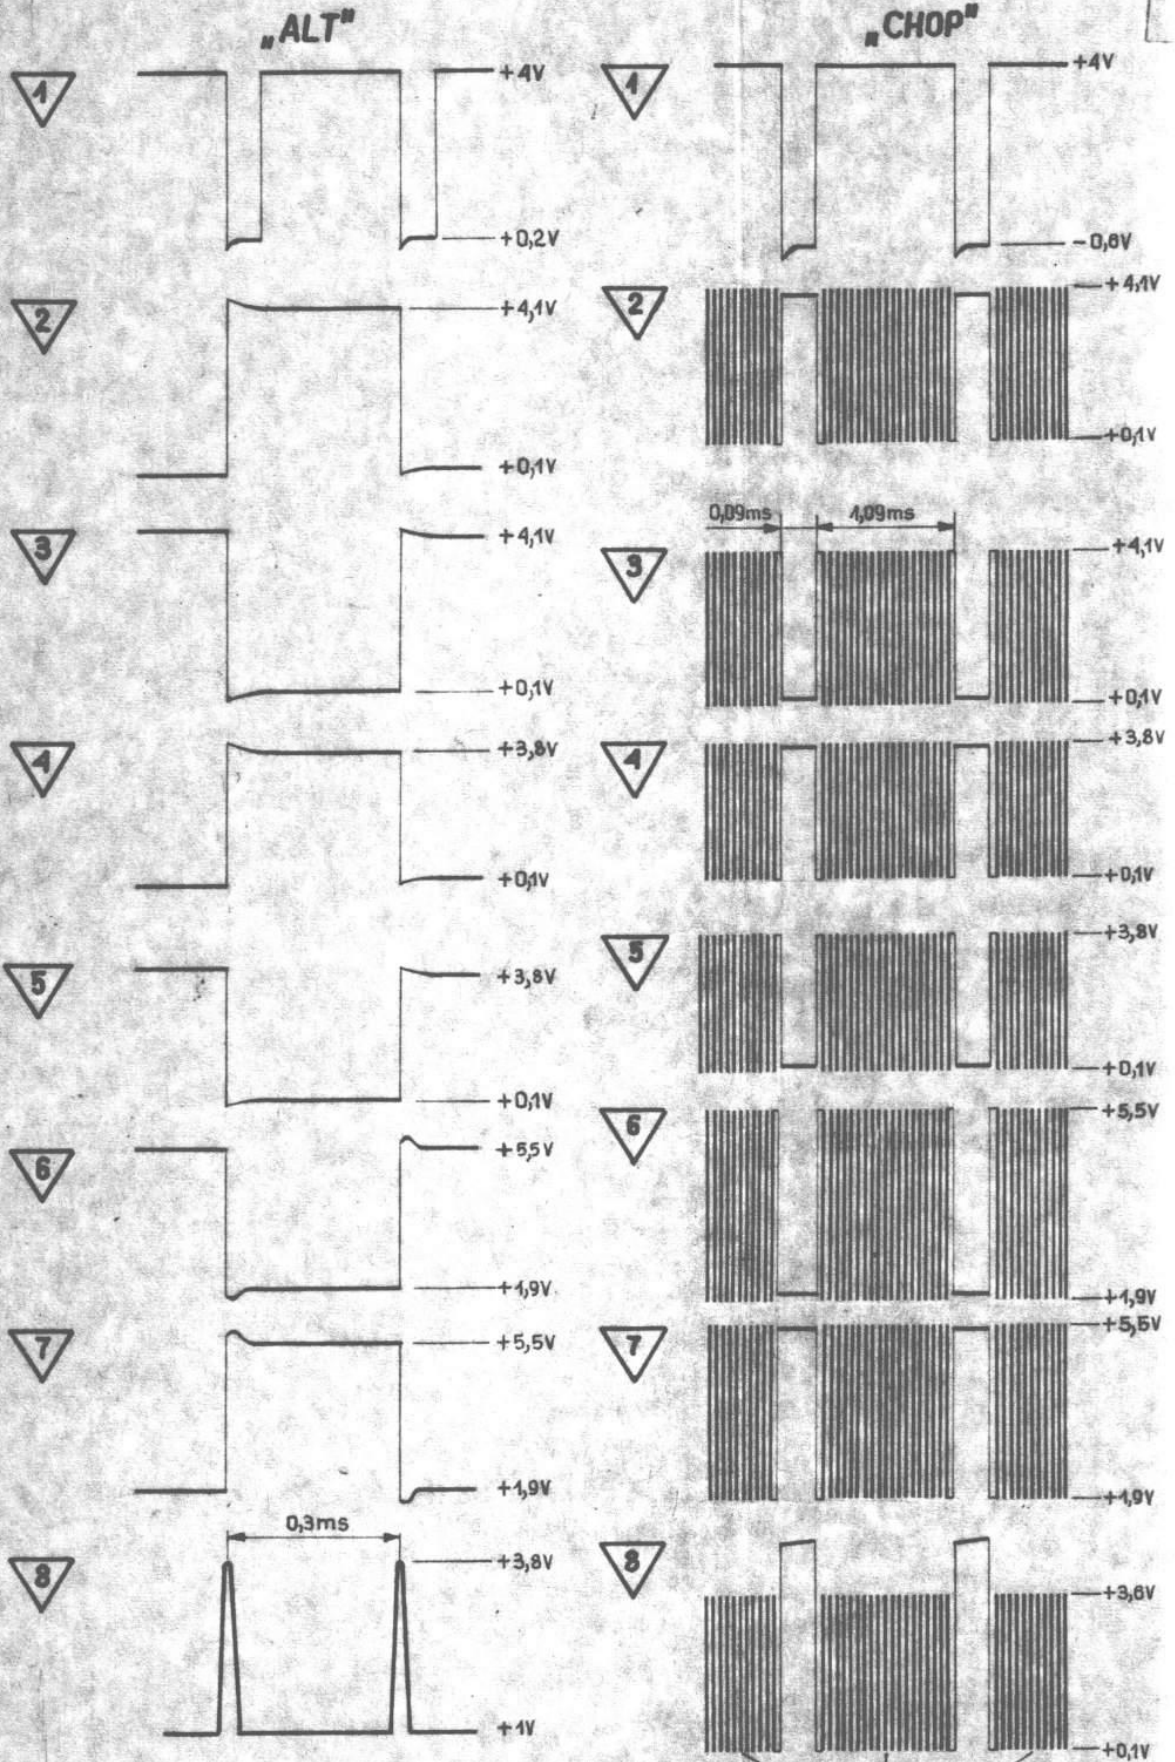 „ALT" „CHOP"
1 +4V 1 +4V
+0,2V -0,6V
2 +4,1V 2 +4,1V
+0,1V +0,1V
0,09ms 1,09ms
3 +4,1V 3 +4,1V
+0,1V +0,1V
4 +3,8V 4 +3,8V
+0,1V +0,1V
5 +3,8V 5 +3,8V
+0,1V +0,1V
6 +5,5V 6 +5,5V
+1,9V +1,9V
7 +5,5V 7 +5,5V
+1,9V +1,9V
0,3ms
8 +3,8V 8 +3,6V
+1V +0,1V